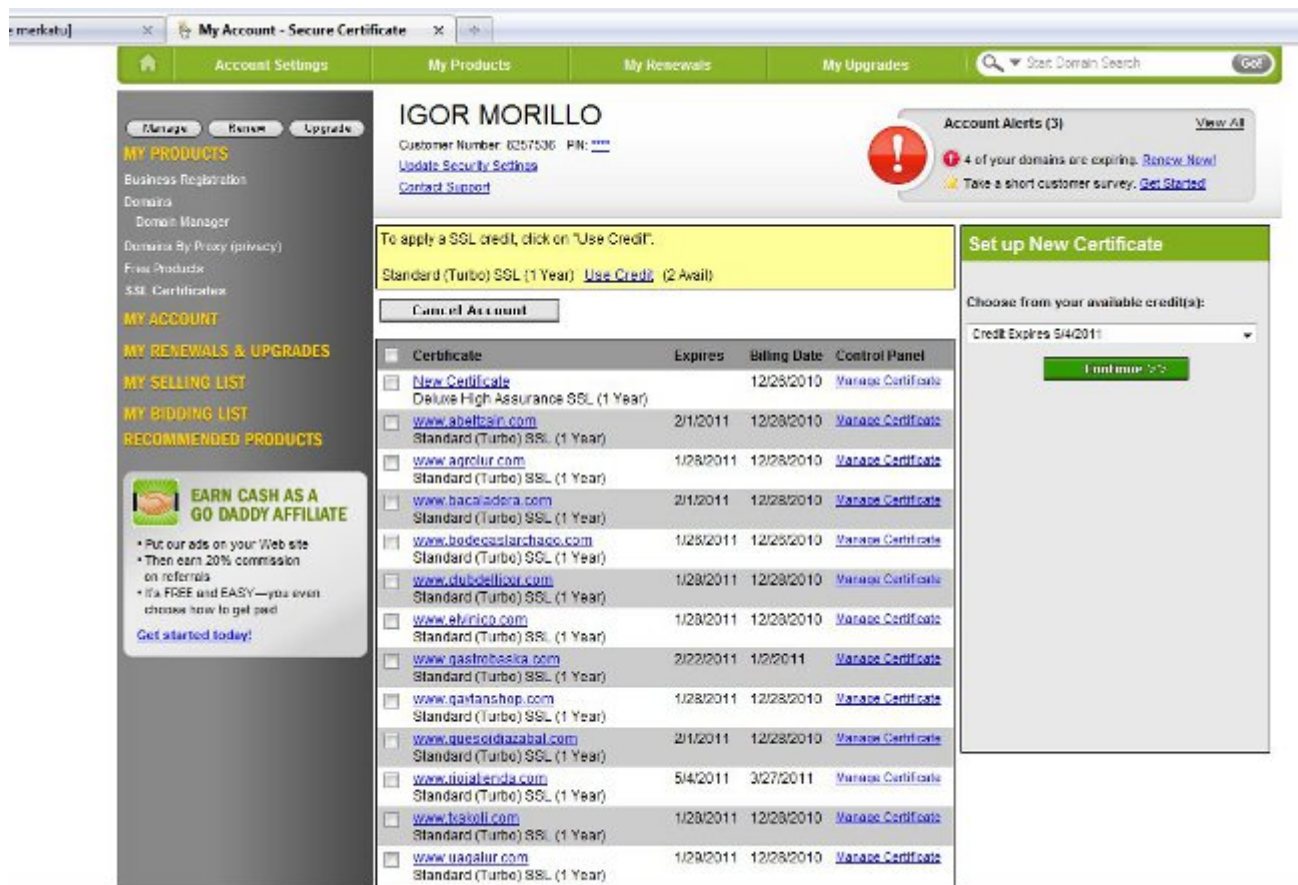 merkatu]
My Account - Secure Certificate
Account Settings My Products My Renewals My Upgrades Start Domain Search Go!
Manage Renew Upgrade
MY PRODUCTS
Business Registration
Domains
Domain Manager
Domains By Proxy (privacy)
Free Products
SSL Certificates
MY ACCOUNT
MY RENEWALS & UPGRADES
MY SELLING LIST
MY BIDDING LIST
RECOMMENDED PRODUCTS
EARN CASH AS A
GO DADDY AFFILIATE
• Put our ads on your Web site
• Then earn 20% commission
on referrals
• It's FREE and EASY—you even
choose how to get paid
Get started today!
IGOR MORILLO
Customer Number: 6257536 PIN: ****
Update Security Settings
Contact Support
Account Alerts (3) View All
4 of your domains are expiring. Renew Now!
Take a short customer survey. Get Started!
To apply a SSL credit, click on "Use Credit".
Standard (Turbo) SSL (1 Year) Use Credit (2 Avail)
Cancel Account
Certificate Expires Billing Date Control Panel
New Certificate 12/26/2010 Manage Certificate
Deluxe High Assurance SSL (1 Year)
www.abeltzain.com 2/1/2011 12/28/2010 Manage Certificate
Standard (Turbo) SSL (1 Year)
www.agrolur.com 1/28/2011 12/28/2010 Manage Certificate
Standard (Turbo) SSL (1 Year)
www.bacaladera.com 2/1/2011 12/28/2010 Manage Certificate
Standard (Turbo) SSL (1 Year)
www.bodegaslarchago.com 1/26/2011 12/26/2010 Manage Certificate
Standard (Turbo) SSL (1 Year)
www.clubdellicor.com 1/28/2011 12/28/2010 Manage Certificate
Standard (Turbo) SSL (1 Year)
www.elvinico.com 1/28/2011 12/28/2010 Manage Certificate
Standard (Turbo) SSL (1 Year)
www.gastrobaska.com 2/22/2011 1/2/2011 Manage Certificate
Standard (Turbo) SSL (1 Year)
www.gaytanshop.com 1/28/2011 12/28/2010 Manage Certificate
Standard (Turbo) SSL (1 Year)
www.quesoidiazabal.com 2/1/2011 12/28/2010 Manage Certificate
Standard (Turbo) SSL (1 Year)
www.riojatienda.com 5/4/2011 3/27/2011 Manage Certificate
Standard (Turbo) SSL (1 Year)
www.txakoli.com 1/28/2011 12/28/2010 Manage Certificate
Standard (Turbo) SSL (1 Year)
www.uagalur.com 1/29/2011 12/28/2010 Manage Certificate
Standard (Turbo) SSL (1 Year)
Set up New Certificate
Choose from your available credit(s):
Credit Expires 5/4/2011
Continue >>